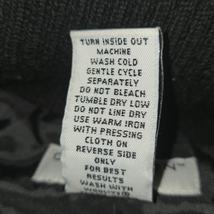 TURN INSIDE OUT
MACHINE
WASH COLD
GENTLE CYCLE
SEPARATELY
DO NOT BLEACH
TUMBLE DRY LOW
DO NOT LINE DRY
USE WARM IRON
WITH PRESSING
CLOTH ON
REVERSE SIDE
ONLY
FOR BEST
RESULTS
WASH WITH